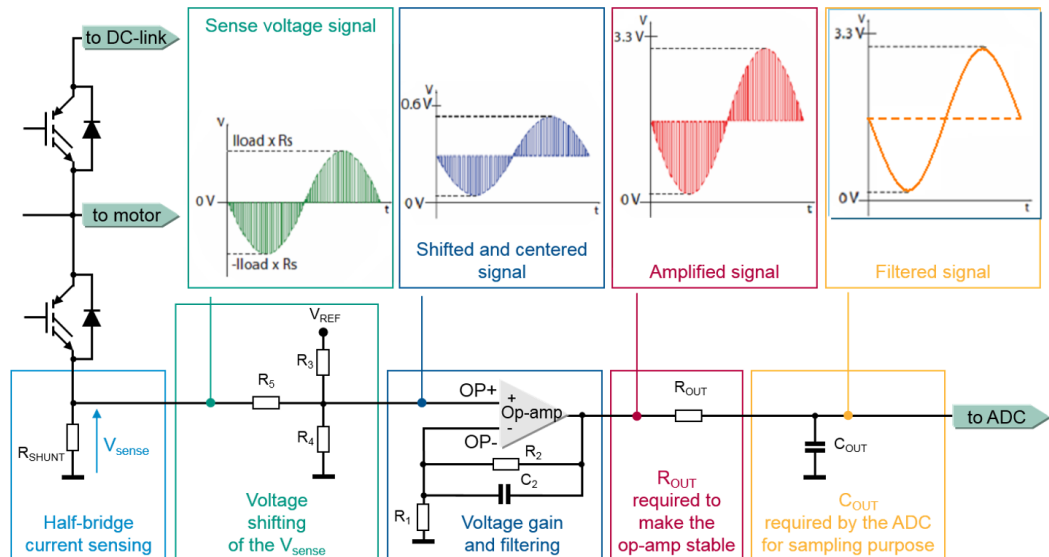 to DC-link
to motor
Sense voltage signal
V
Iload x Rs
0 V
t
-Iload x Rs
V
0.6 V
0 V
t
Shifted and centered
signal
V
3.3 V
0 V
t
Amplified signal
V
3.3 V
0 V
t
Filtered signal
RSHUNT
Vsense
Half-bridge
current sensing
R5
VREF
R3
R4
Voltage
shifting
of the Vsense
OP+
+
Op-amp
-
OP-
R2
C2
R1
Voltage gain
and filtering
ROUT
ROUT
required to
make the
op-amp stable
COUT
COUT
required by the ADC
for sampling purpose
to ADC